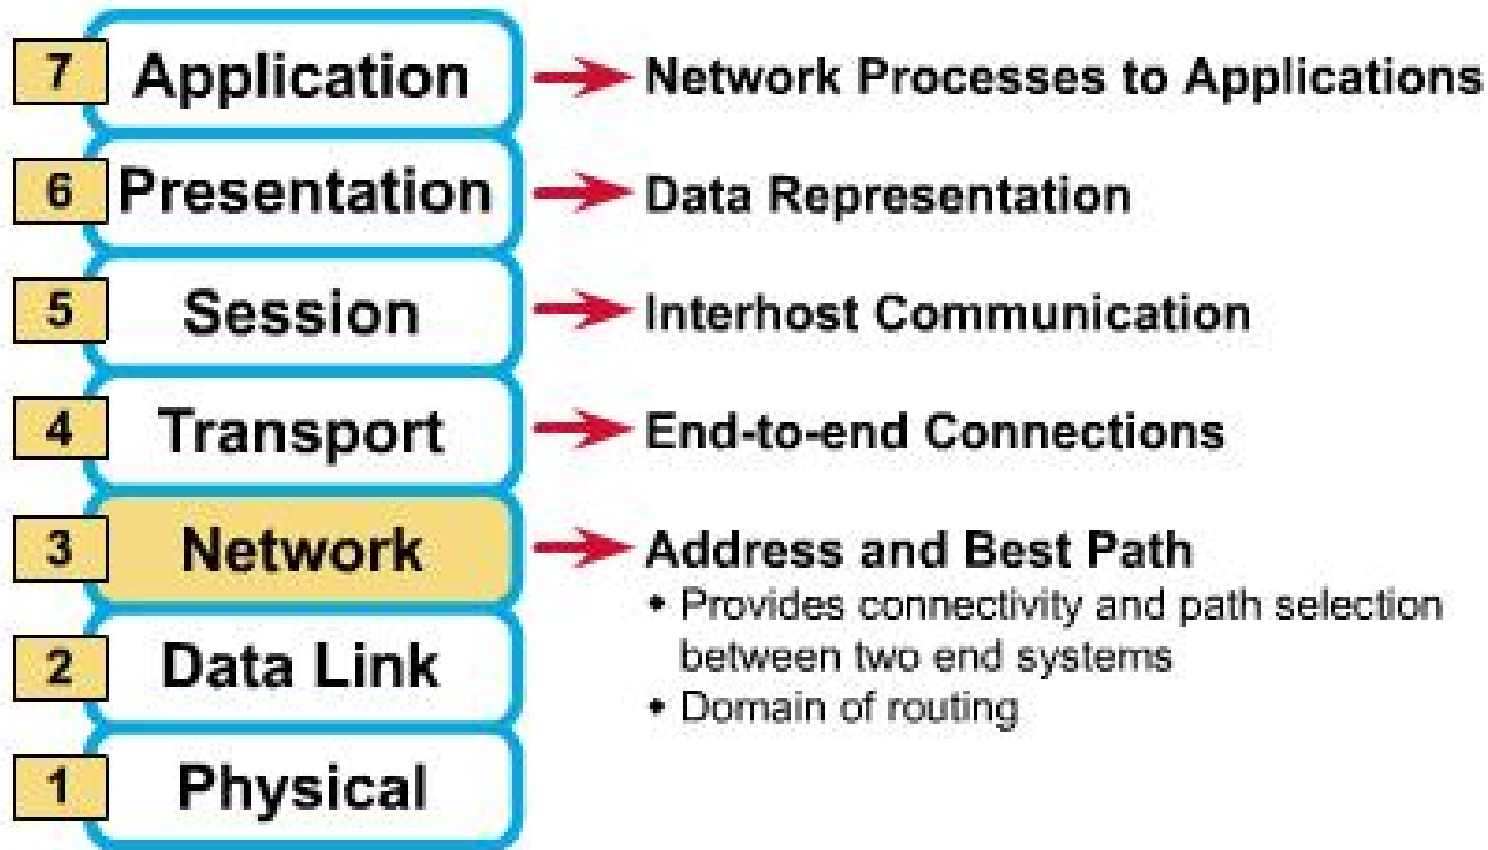 7 Application Network Processes to Applications
6 Presentation Data Representation
5 Session Interhost Communication
4 Transport End-to-end Connections
3 Network Address and Best Path
• Provides connectivity and path selection
between two end systems
2 Data Link
• Domain of routing
1 Physical